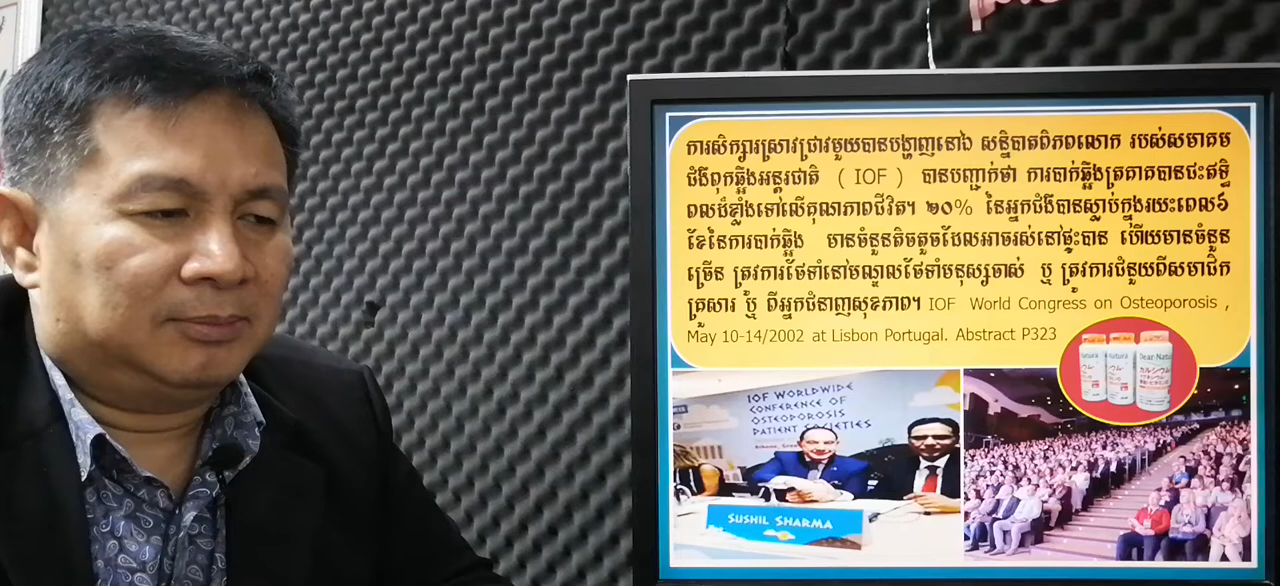 ការសិក្សារស្រាវជ្រាវមួយបានបង្ហាញនៅឯ សន្និបាតពិភពលោក របស់សមាគម
ជំងឺពុកឆ្អឹងអន្តរជាតិ ( IOF ) បានបញ្ជាក់ថា ការបាក់ឆ្អឹងត្រគាគបានជះឥទ្ធិ
ពលដ៏ខ្លាំងទៅលើគុណភាពជីវិត។ ២០% នៃអ្នកជំងឺបានស្លាប់ក្នុងរយះពេល៦
ខែនៃការបាក់ឆ្អឹង មានចំនួនតិចតួចដែលអាចរស់នៅផ្ទះបាន ហើយមានចំនួន
ច្រើន ត្រូវការថែទាំនៅមណ្ឌលថែទាំមនុស្សចាស់ ឬ ត្រូវការជំនួយពីសមាជិក
គ្រួសារ ឬ ពីអ្នកជំនាញសុខភាព។ IOF World Congress on Osteoporosis ,
May 10-14/2002 at Lisbon Portugal. Abstract P323
Dear Natura
カルシウム
IOF WORLDWIDE
CONFERENCE OF
OSTEOPOROSIS
PATIENT SOCIETIES
SUSHIL SHARMA